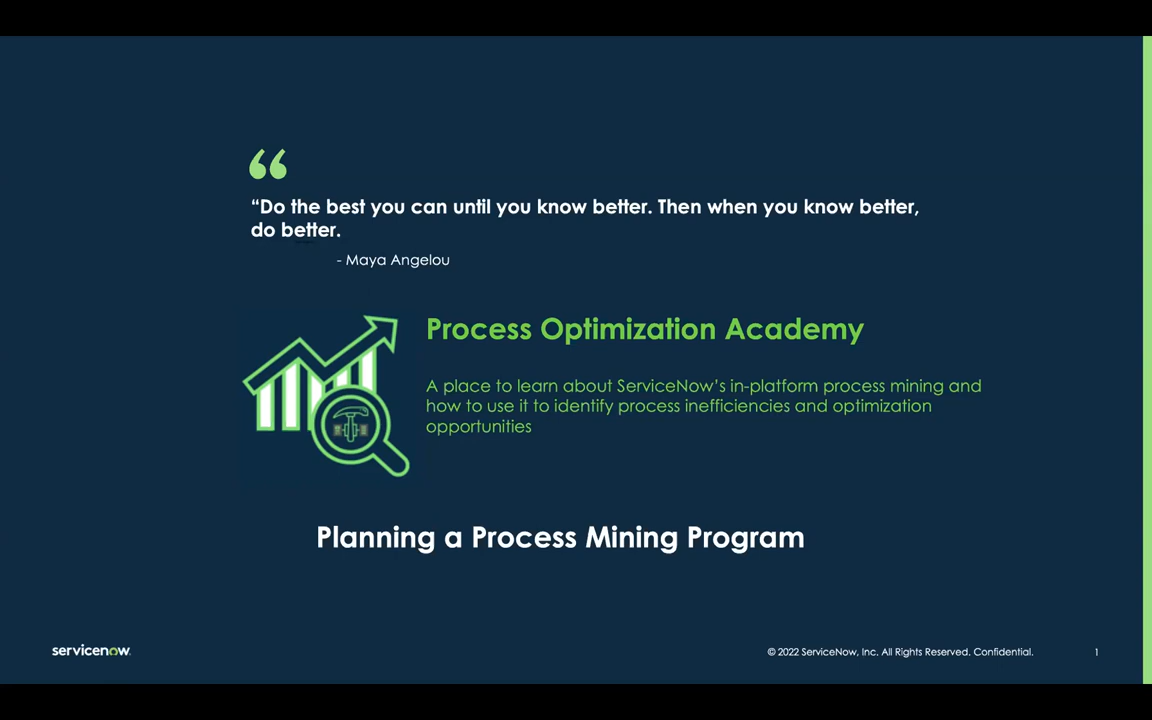 “Do the best you can until you know better. Then when you know better,
do better.
- Maya Angelou
Process Optimization Academy
A place to learn about ServiceNow’s in-platform process mining and
how to use it to identify process inefficiencies and optimization
opportunities
Planning a Process Mining Program
servicenow
© 2022 ServiceNow, Inc. All Rights Reserved. Confidential.
1